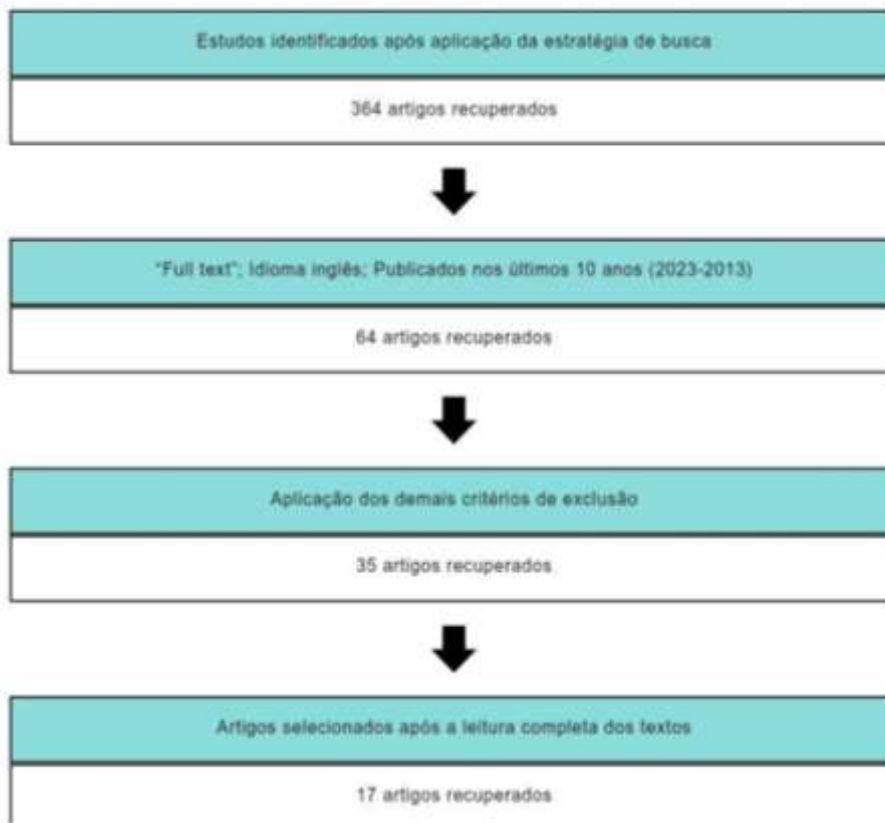 Estudos identificados após aplicação da estratégia de busca
364 artigos recuperados
"Full text"; Idioma inglês; Publicados nos últimos 10 anos (2023-2013)
64 artigos recuperados
Aplicação dos demais critérios de exclusão
35 artigos recuperados
Artigos selecionados após a leitura completa dos textos
17 artigos recuperados